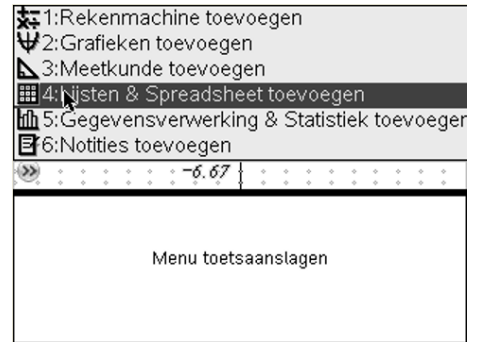 1:Rekenmachine toevoegen
2:Grafieken toevoegen
3:Meetkunde toevoegen
4:Lijsten & Spreadsheet toevoegen
5:Gegevensverwerking & Statistiek toevoeger
6:Notities toevoegen
-6.67
Menu toetsaanslagen